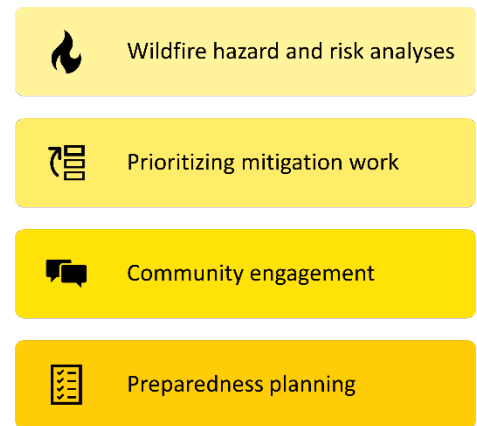 Wildfire hazard and risk analyses
Prioritizing mitigation work
Community engagement
Preparedness planning